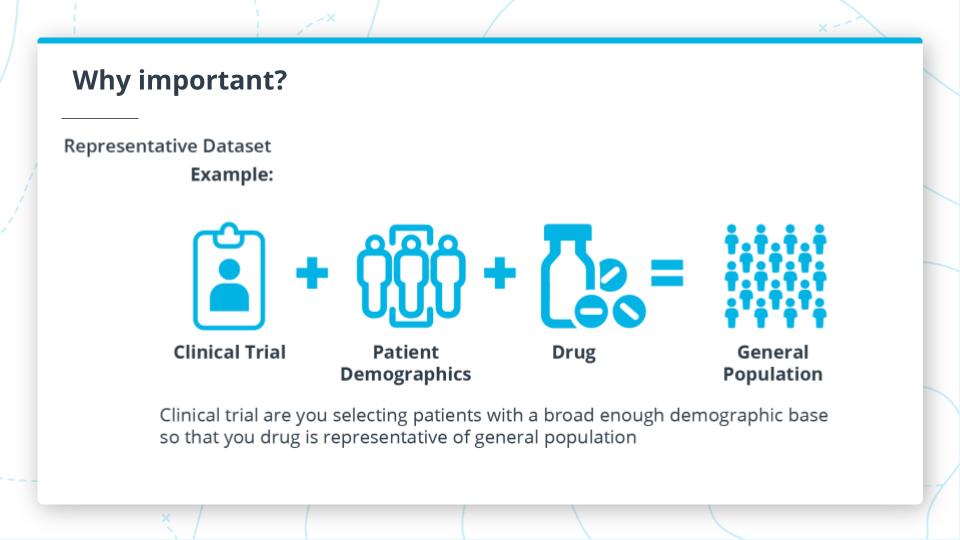 Why important?
Representative Dataset
Example:
Clinical Trial
Patient
Demographics
Drug
General
Population
Clinical trial are you selecting patients with a broad enough demographic base
so that you drug is representative of general population